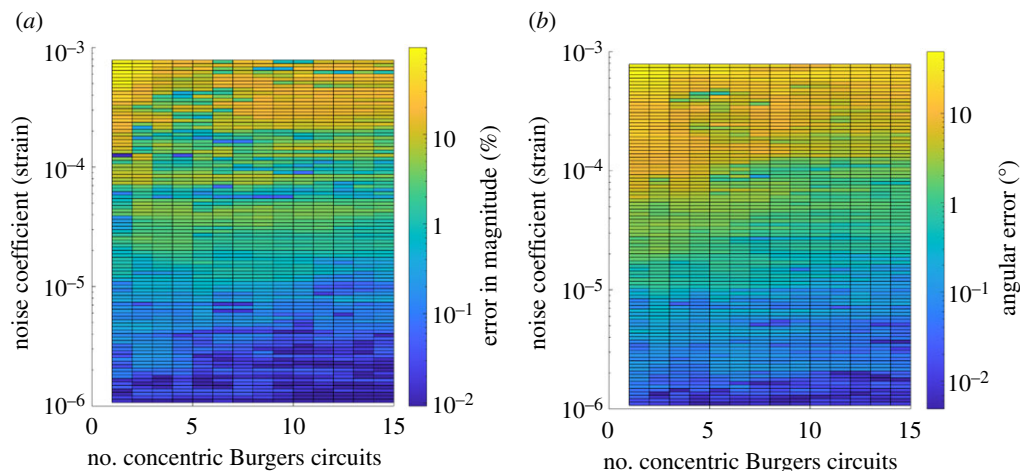 (a)
(b)
10⁻³
10⁻⁴
10⁻⁵
10⁻⁶
noise coefficient (strain)
0 5 10 15
no. concentric Burgers circuits
10
1
10⁻¹
10⁻²
error in magnitude (%)
10⁻³
10⁻⁴
10⁻⁵
10⁻⁶
noise coefficient (strain)
0 5 10 15
no. concentric Burgers circuits
10
1
10⁻¹
10⁻²
angular error (°)